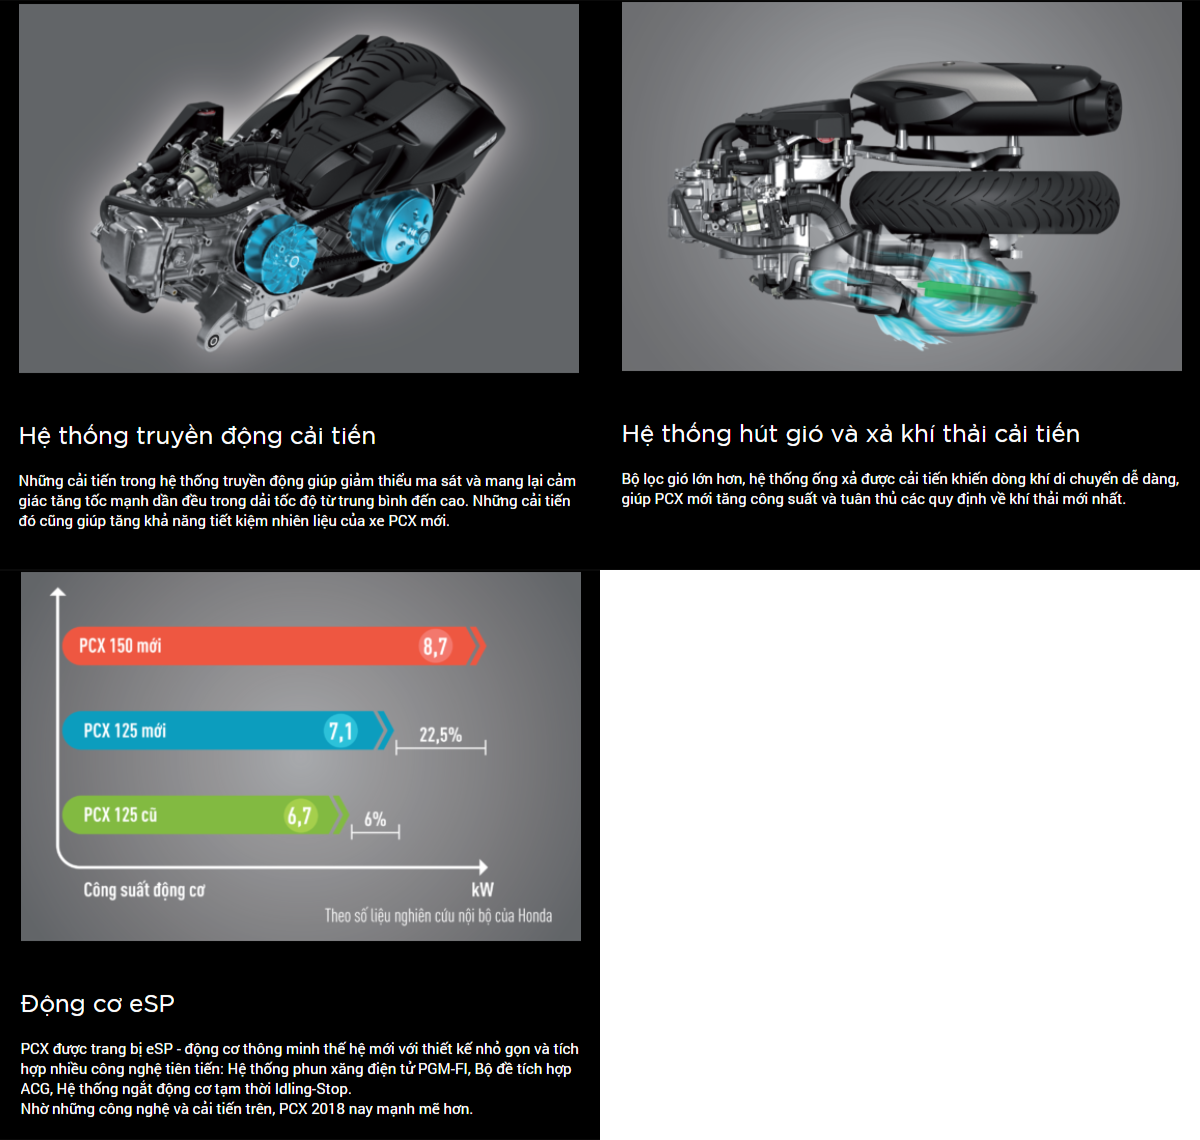 Hệ thống truyền động cải tiến
Những cải tiến trong hệ thống truyền động giúp giảm thiểu ma sát và mang lại cảm
giác tăng tốc mạnh dần đều trong dải tốc độ từ trung bình đến cao. Những cải tiến
đó cũng giúp tăng khả năng tiết kiệm nhiên liệu của xe PCX mới.
Hệ thống hút gió và xả khí thải cải tiến
Bộ lọc gió lớn hơn, hệ thống ống xả được cải tiến khiến dòng khí di chuyển dễ dàng,
giúp PCX mới tăng công suất và tuân thủ các quy định về khí thải mới nhất.
PCX 150 mới 8,7
PCX 125 mới 7,1 22,5%
PCX 125 cũ 6,7 6%
Công suất động cơ kW
Theo số liệu nghiên cứu nội bộ của Honda
Động cơ eSP
PCX được trang bị eSP - động cơ thông minh thế hệ mới với thiết kế nhỏ gọn và tích
hợp nhiều công nghệ tiên tiến: Hệ thống phun xăng điện tử PGM-FI, Bộ đề tích hợp
ACG, Hệ thống ngắt động cơ tạm thời Idling-Stop.
Nhờ những công nghệ và cải tiến trên, PCX 2018 nay mạnh mẽ hơn.